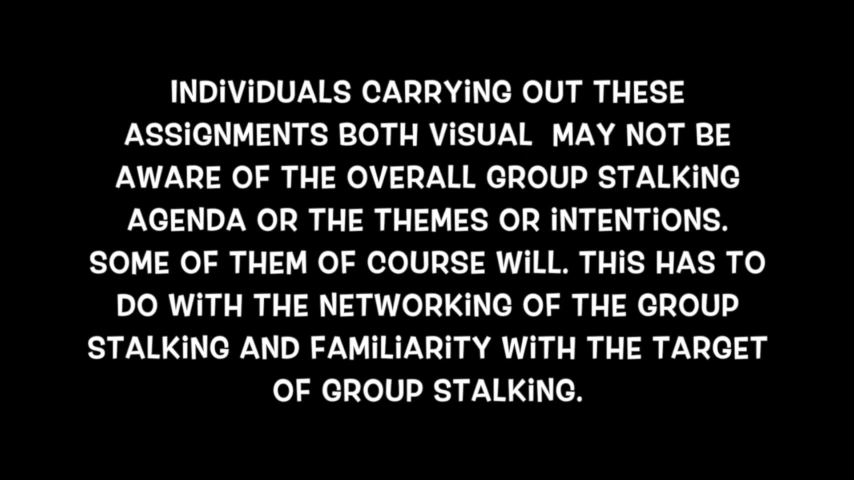 INDiViDUALS CARRYiNG OUT THESE
ASSiGNMENTS BOTH ViSUAL  MAY NOT BE
AWARE OF THE OVERALL GROUP STALKiNG
AGENDA OR THE THEMES OR iNTENTiONS.
SOME OF THEM OF COURSE WiLL. THiS HAS TO
DO WiTH THE NETWORKiNG OF THE GROUP
STALKiNG AND FAMiLiARiTY WiTH THE TARGET
OF GROUP STALKiNG.